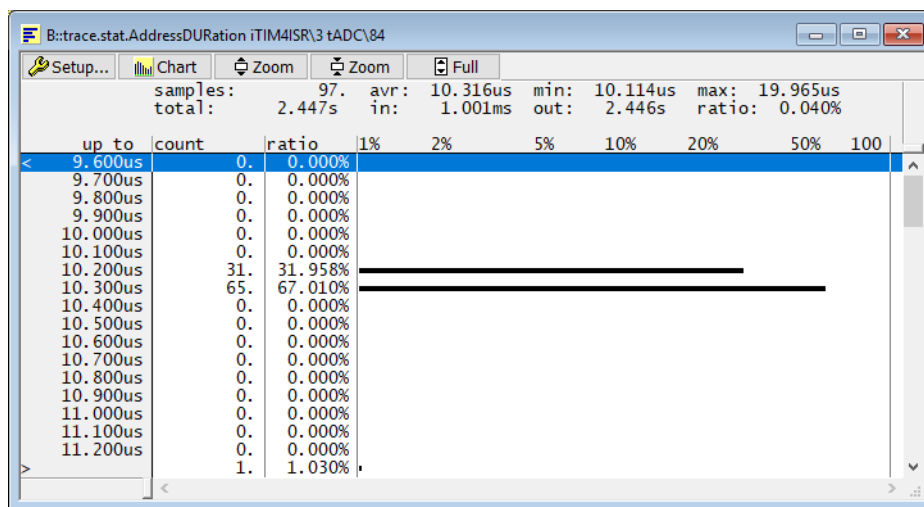 B::trace.stat.AddressDURation iTIM4ISR\3 tADC\84
Setup... Chart Zoom Zoom Full
samples: 97. avr: 10.316us min: 10.114us max: 19.965us
total: 2.447s in: 1.001ms out: 2.446s ratio: 0.040%
up to count ratio 1% 2% 5% 10% 20% 50% 100
< 9.600us 0. 0.000%
9.700us 0. 0.000%
9.800us 0. 0.000%
9.900us 0. 0.000%
10.000us 0. 0.000%
10.100us 0. 0.000%
10.200us 31. 31.958%
10.300us 65. 67.010%
10.400us 0. 0.000%
10.500us 0. 0.000%
10.600us 0. 0.000%
10.700us 0. 0.000%
10.800us 0. 0.000%
10.900us 0. 0.000%
11.000us 0. 0.000%
11.100us 0. 0.000%
11.200us 0. 0.000%
> 1. 1.030%